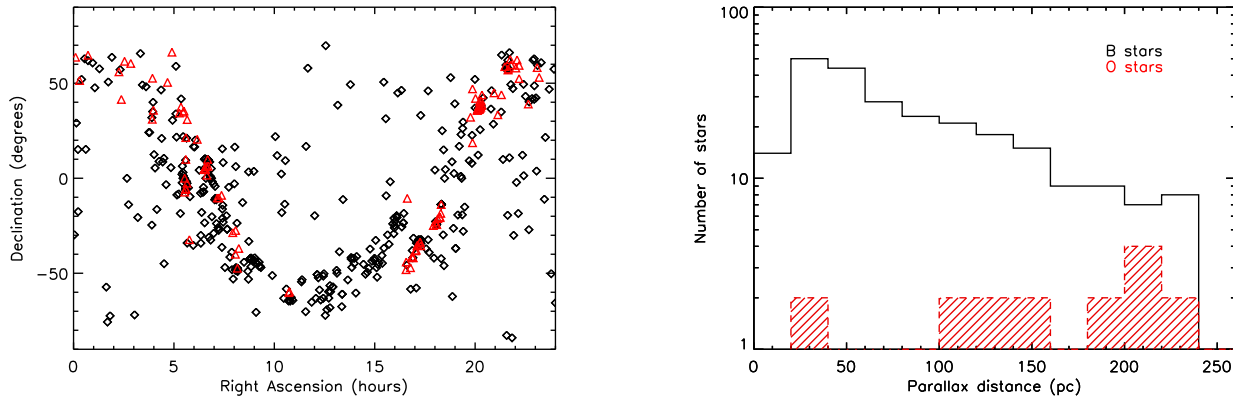 50
0
−50
Declination (degrees)
0
5
10
15
20
Right Ascension (hours)
100
10
1
Number of stars
B stars
O stars
0
50
100
150
200
250
Parallax distance (pc)